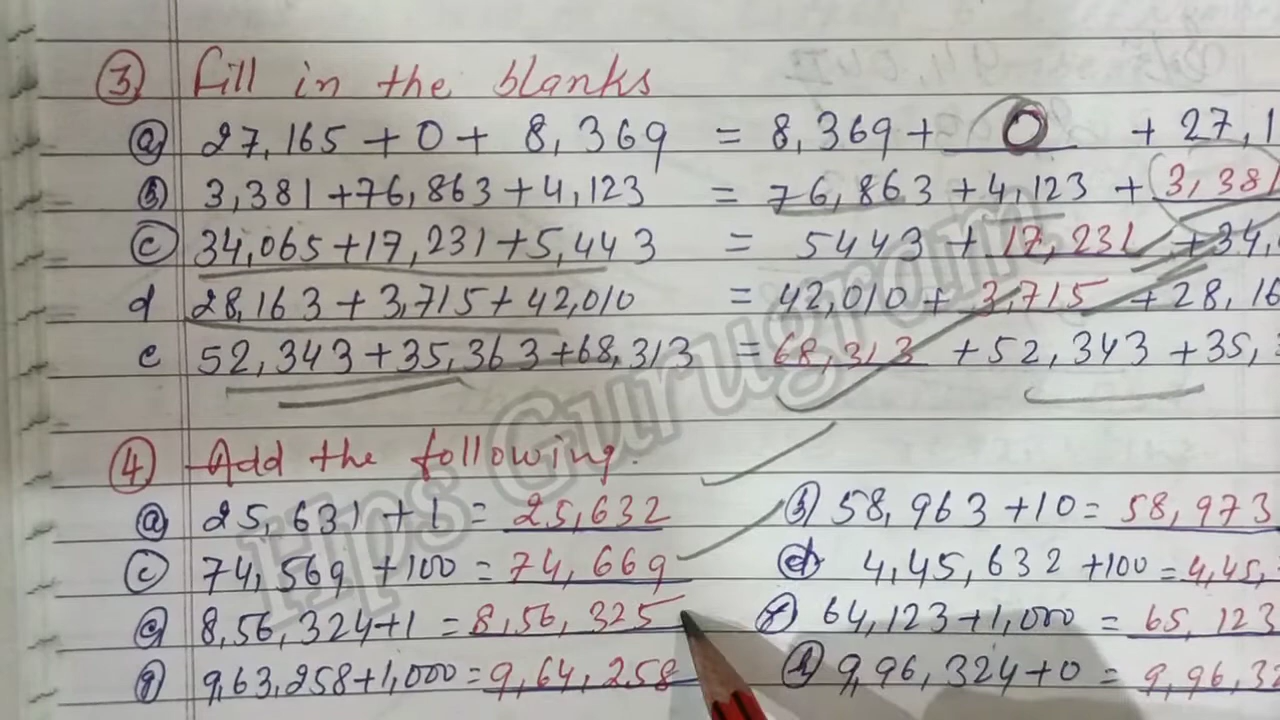 ③ Fill in the blanks
ⓐ 27,165 + 0 + 8,369 = 8,369 + 0 + 27,1
ⓑ 3,381 + 76,863 + 4,123 = 76,863 + 4,123 + 3,381
ⓒ 34,065 + 17,231 + 5,443 = 5443 + 17,231 + 34,
d 28,163 + 3,715 + 42,010 = 42,010 + 3,715 + 28,16
e 52,343 + 35,363 + 68,313 = 68,313 + 52,343 + 35,
④ Add the following.
ⓐ 25,631 + 1 = 25,632 ⓑ 58,963 + 10 = 58,973
ⓒ 74,569 + 100 = 74,669 ⓓ 4,45,632 + 100 = 4,45,
ⓔ 8,56,324 + 1 = 8,56,325 ⓕ 64,123 + 1,000 = 65,123
ⓖ 9,63,258 + 1,000 = 9,64,258 ⓗ 9,96,324 + 0 = 9,96,32
Hps Gurugram